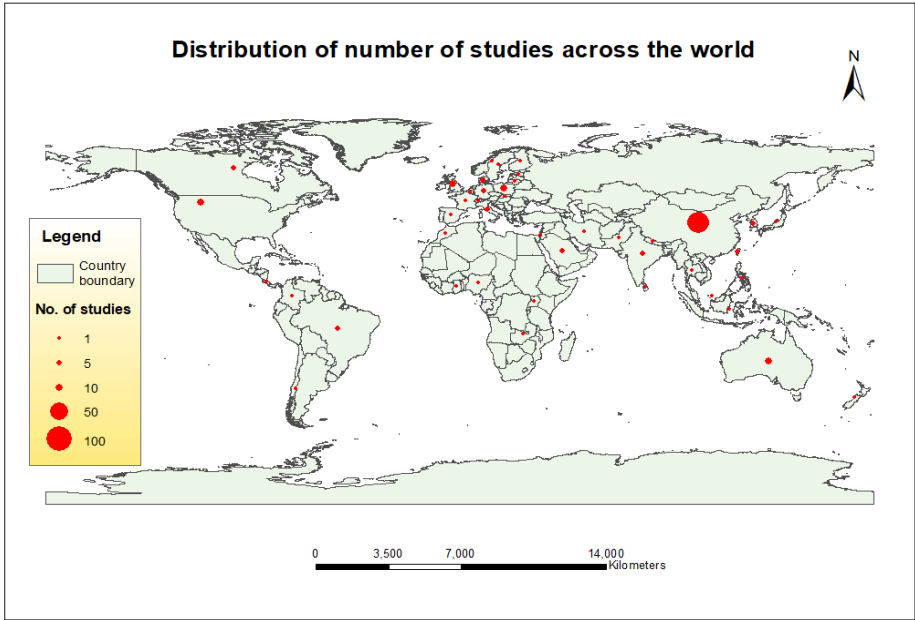 Distribution of number of studies across the world
N
Legend
Country
boundary
No. of studies
1
5
10
50
100
0 3,500 7,000 14,000
Kilometers